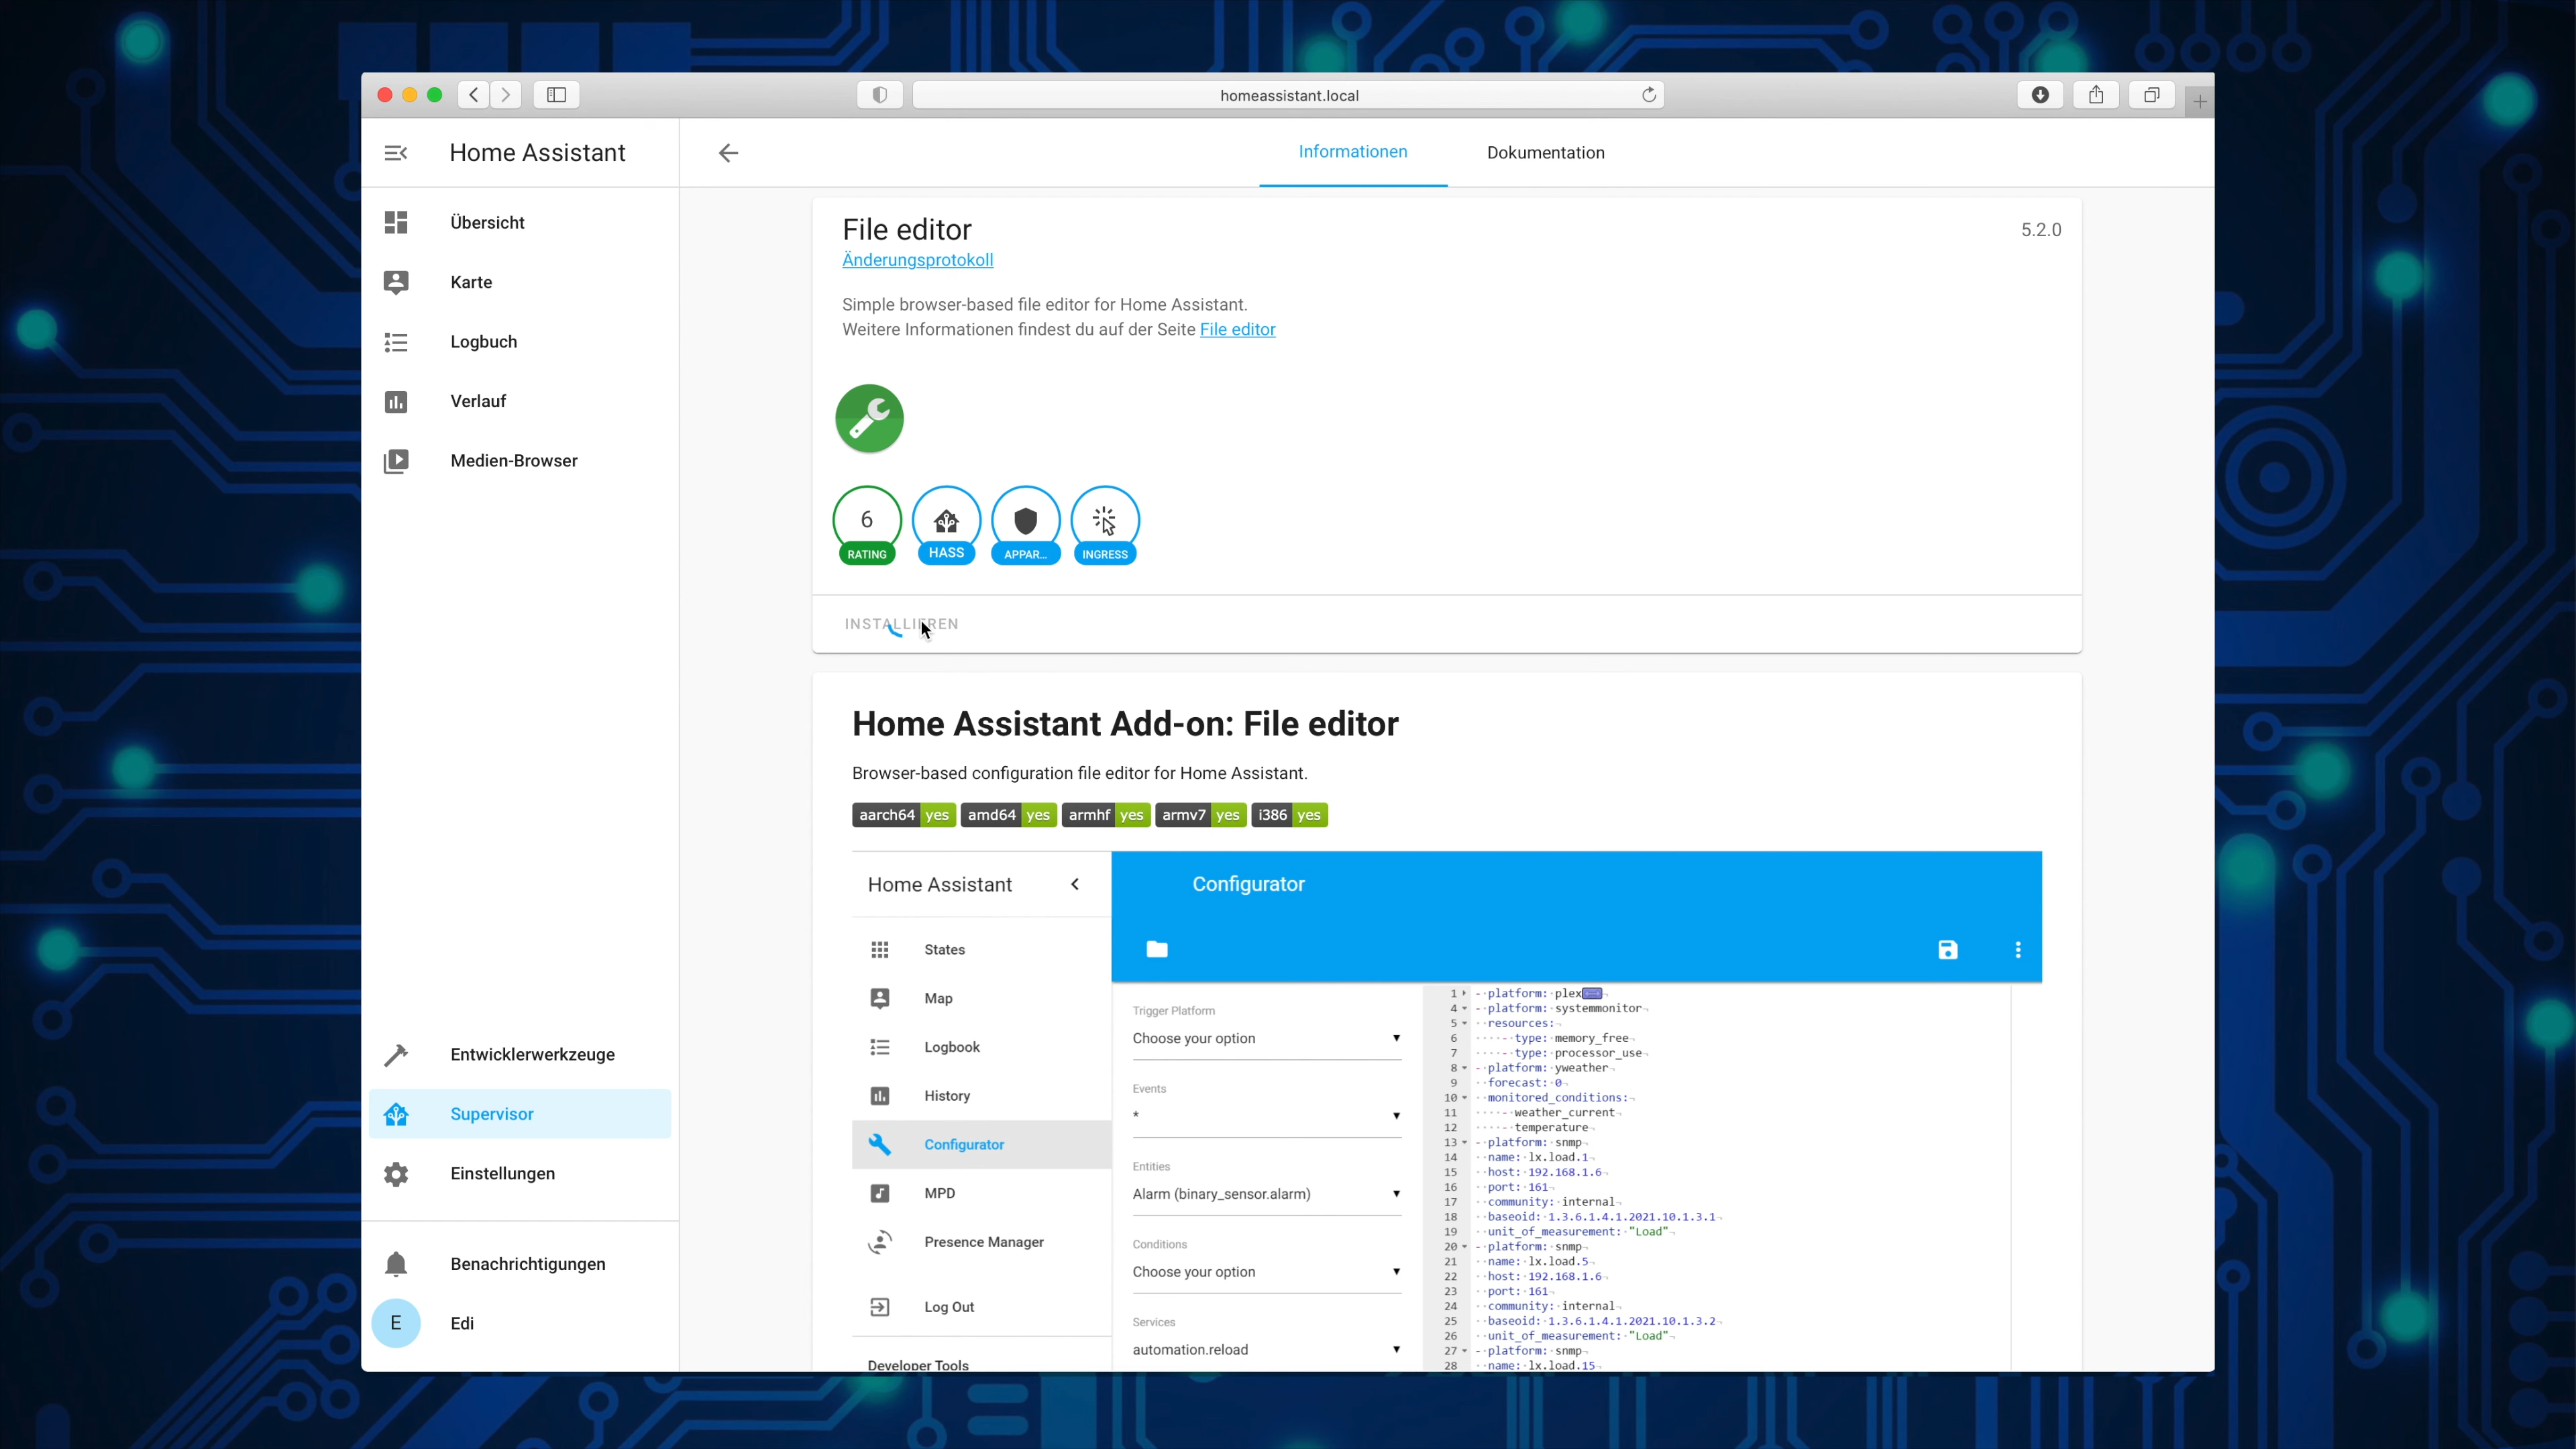 homeassistant.local
Home Assistant
Informationen
Dokumentation
Übersicht
Karte
Logbuch
Verlauf
Medien-Browser
Entwicklerwerkzeuge
Supervisor
Einstellungen
Benachrichtigungen
E
Edi
File editor
5.2.0
Änderungsprotokoll
Simple browser-based file editor for Home Assistant.
Weitere Informationen findest du auf der Seite File editor
6
RATING
HASS
APPAR...
INGRESS
INSTALLIEREN
Home Assistant Add-on: File editor
Browser-based configuration file editor for Home Assistant.
aarch64 yes amd64 yes armhf yes armv7 yes i386 yes
Home Assistant
Configurator
States
Map
Logbook
History
Configurator
MPD
Presence Manager
Log Out
Developer Tools
Trigger Platform
Choose your option
Events
*
Entities
Alarm (binary_sensor.alarm)
Conditions
Choose your option
Services
automation.reload
1 - platform: plex
4 - platform: systemmonitor
5 resources:
6 - type: memory_free
7 - type: processor_use
8 - platform: yweather
9 forecast: 0
10 monitored_conditions:
11 - weather_current
12 - temperature
13 - platform: snmp
14 name: lx.load.1
15 host: 192.168.1.6
16 port: 161
17 community: internal
18 baseoid: 1.3.6.1.4.1.2021.10.1.3.1
19 unit_of_measurement: "Load"
20 - platform: snmp
21 name: lx.load.5
22 host: 192.168.1.6
23 port: 161
24 community: internal
25 baseoid: 1.3.6.1.4.1.2021.10.1.3.2
26 unit_of_measurement: "Load"
27 - platform: snmp
28 name: lx.load.15